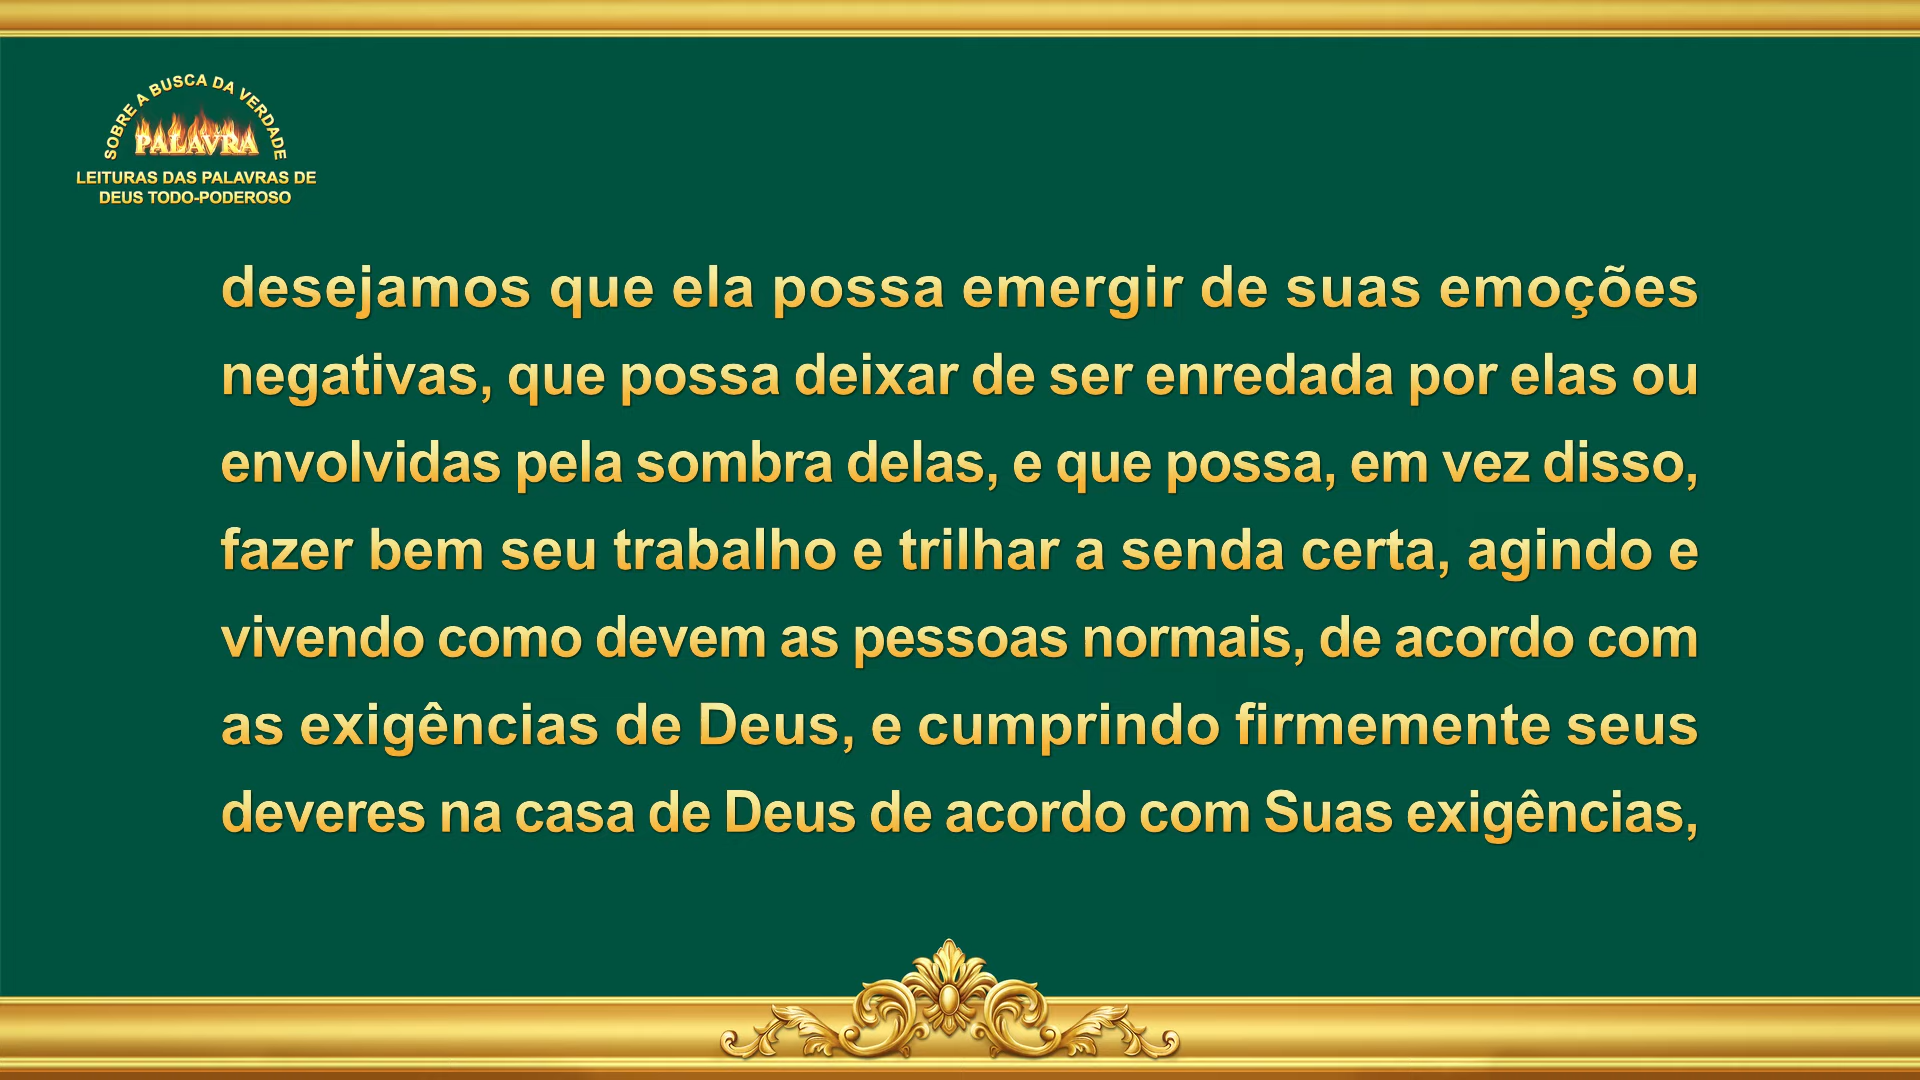 SOBRE A BUSCA DA VERDADE
PALAVRA
LEITURAS DAS PALAVRAS DE
DEUS TODO-PODEROSO
desejamos que ela possa emergir de suas emoções
negativas, que possa deixar de ser enredada por elas ou
envolvidas pela sombra delas, e que possa, em vez disso,
fazer bem seu trabalho e trilhar a senda certa, agindo e
vivendo como devem as pessoas normais, de acordo com
as exigências de Deus, e cumprindo firmemente seus
deveres na casa de Deus de acordo com Suas exigências,